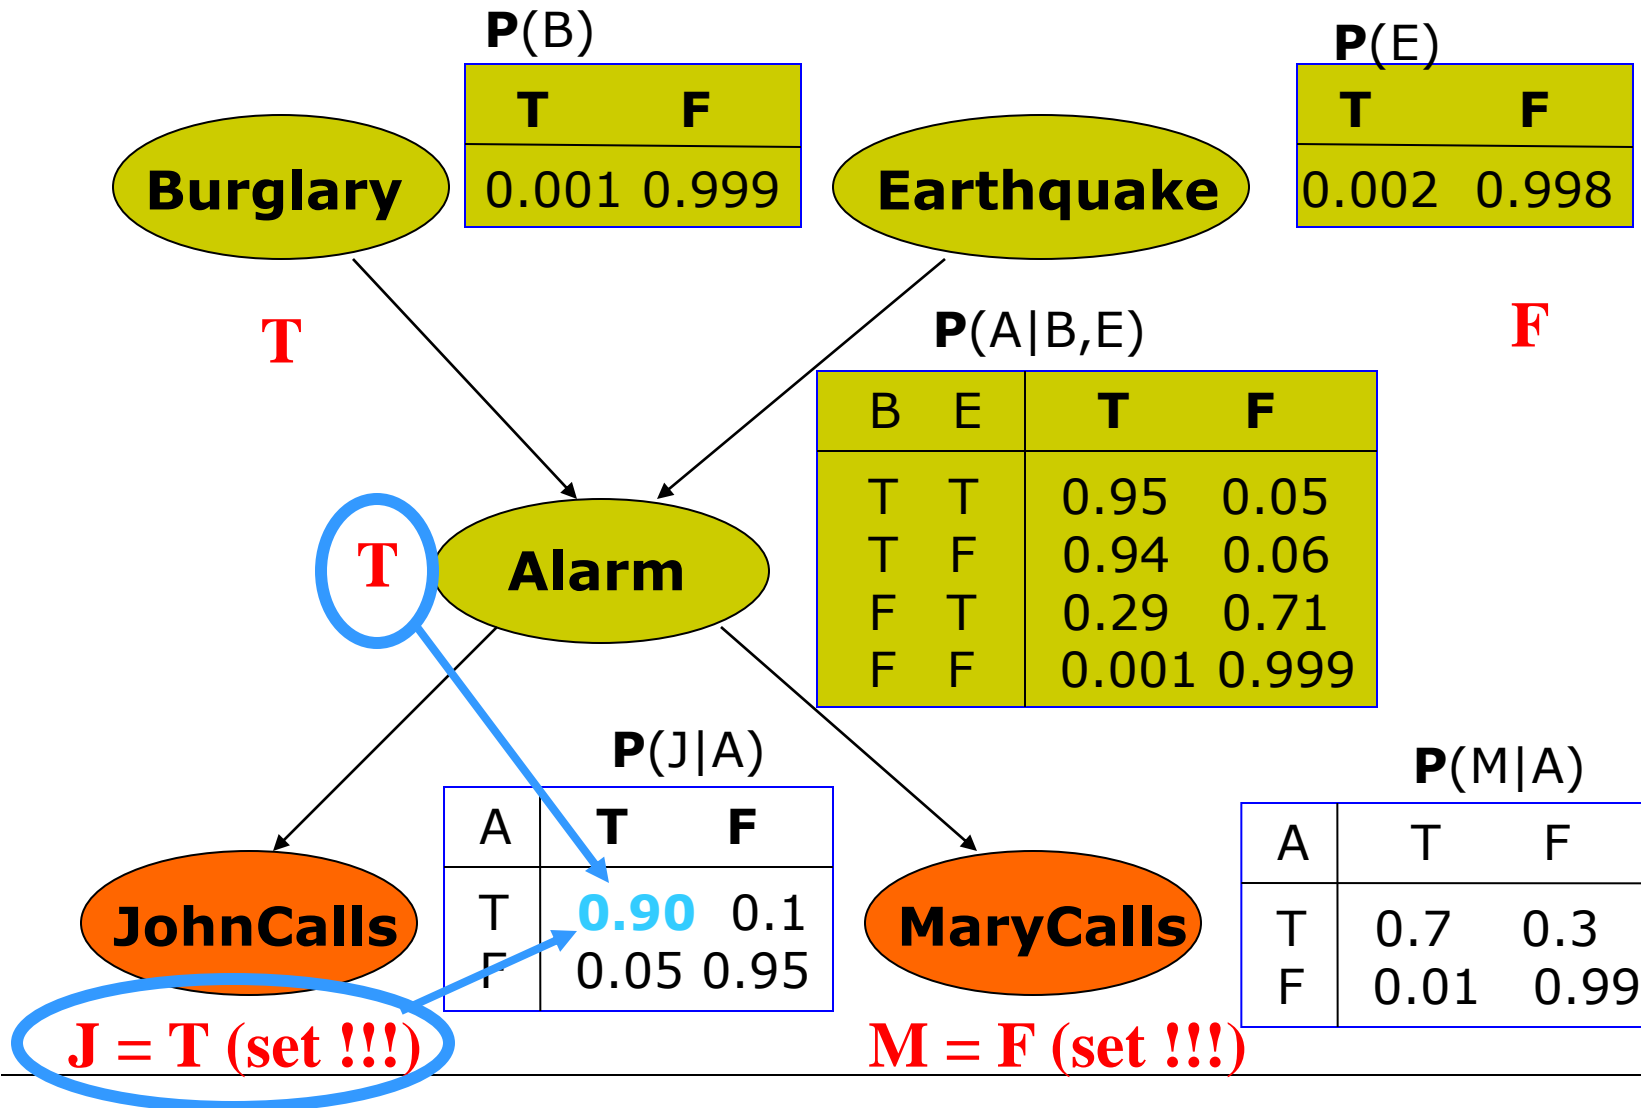 P(B)
T F
0.001 0.999
Burglary
P(E)
T F
0.002 0.998
Earthquake
T
F
P(A|B,E)
B E T F
T T 0.95 0.05
T F 0.94 0.06
F T 0.29 0.71
F F 0.001 0.999
T
Alarm
P(J|A)
A T F
T 0.90 0.1
F 0.05 0.95
JohnCalls
J = T (set !!!)
P(M|A)
A T F
T 0.7 0.3
F 0.01 0.99
MaryCalls
M = F (set !!!)